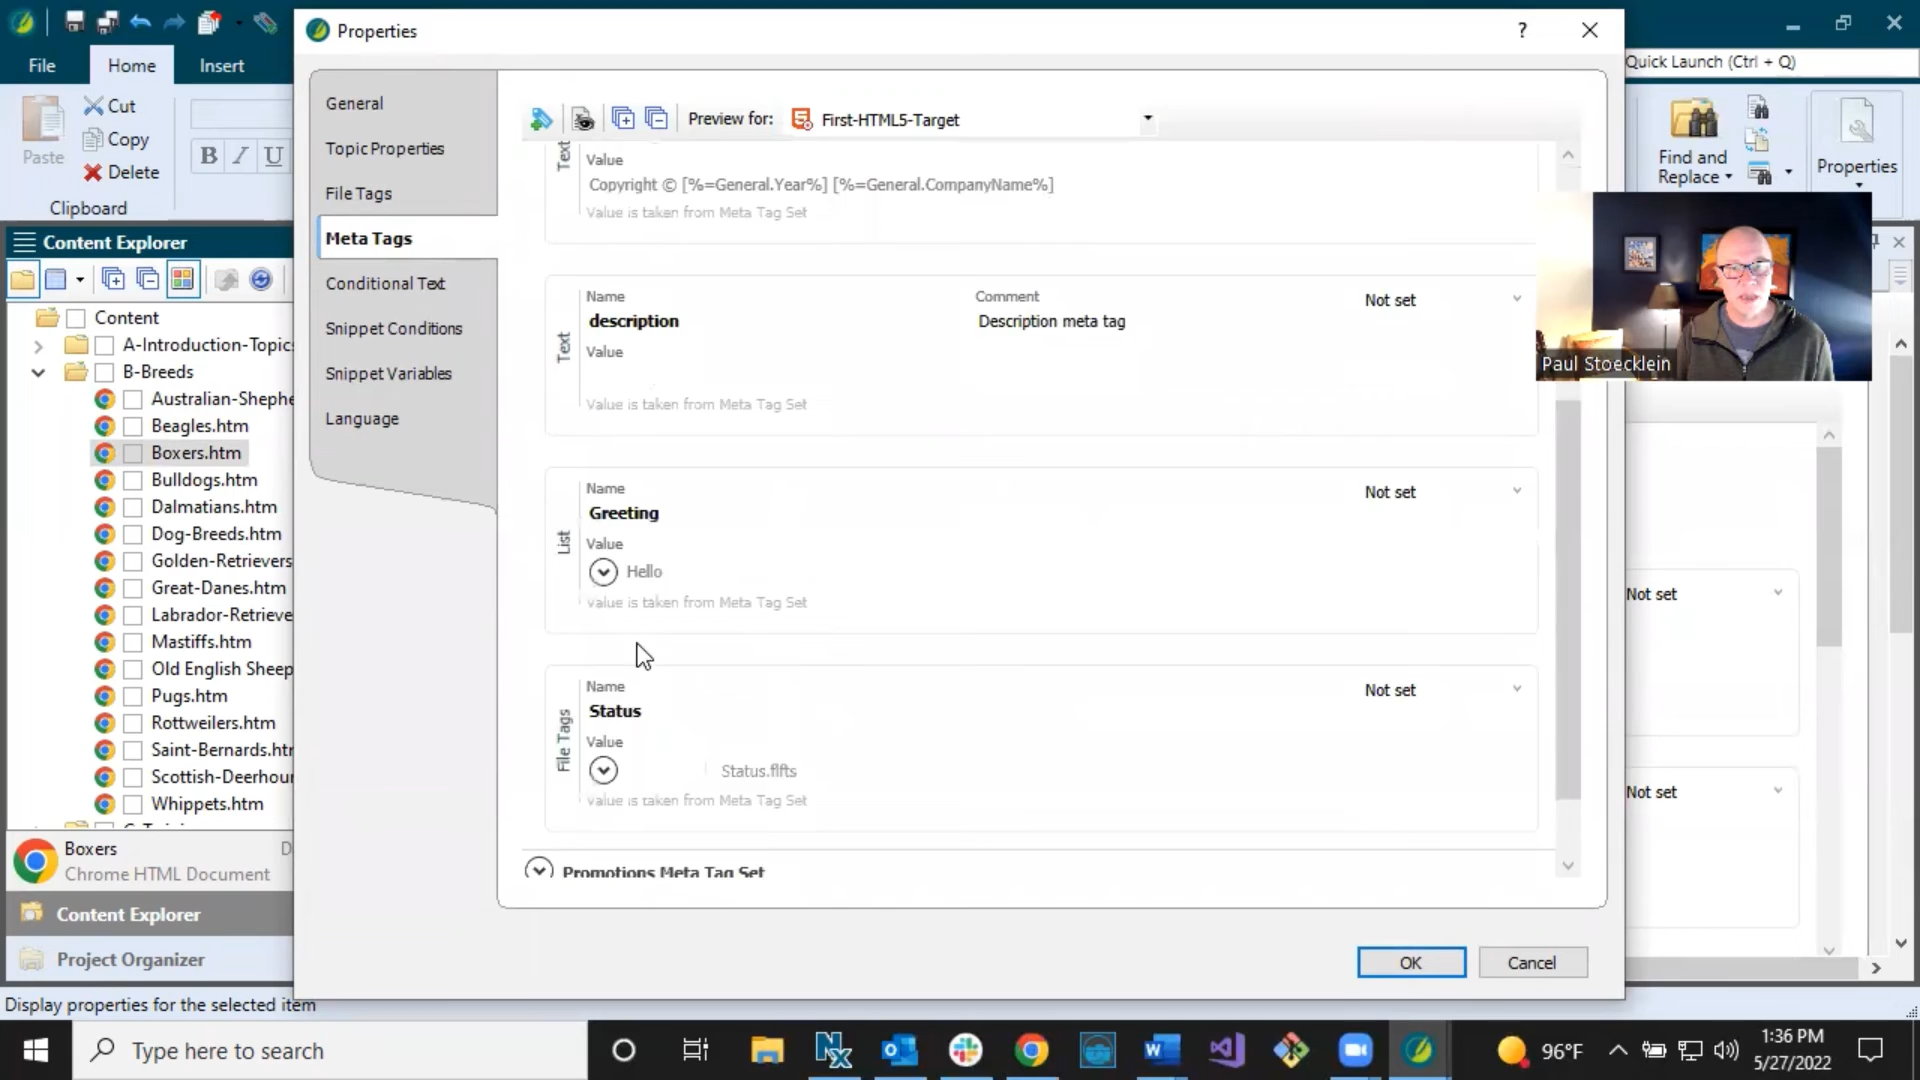 Properties
?
File
Home
Insert
Quick Launch (Ctrl + Q)
Paste
Cut
Copy
Delete
B I U
Clipboard
Find and
Replace
Properties
General
Topic Properties
File Tags
Meta Tags
Conditional Text
Snippet Conditions
Snippet Variables
Language
Preview for:
First-HTML5-Target
Text
Value
Copyright © [%=General.Year%] [%=General.CompanyName%]
Value is taken from Meta Tag Set
Text
Name
description
Comment
Description meta tag
Not set
Value
Value is taken from Meta Tag Set
List
Name
Greeting
Not set
Value
Hello
Value is taken from Meta Tag Set
File Tags
Name
Status
Not set
Value
Status.flfts
Value is taken from Meta Tag Set
Promotions Meta Tag Set
OK
Cancel
Paul Stoecklein
Not set
Not set
Content Explorer
Content
A-Introduction-Topics
B-Breeds
Australian-Shephe
Beagles.htm
Boxers.htm
Bulldogs.htm
Dalmatians.htm
Dog-Breeds.htm
Golden-Retrievers
Great-Danes.htm
Labrador-Retrieve
Mastiffs.htm
Old English Sheep
Pugs.htm
Rottweilers.htm
Saint-Bernards.htm
Scottish-Deerhour
Whippets.htm
Boxers
Chrome HTML Document
Content Explorer
Project Organizer
Display properties for the selected item
Type here to search
96°F
1:36 PM
5/27/2022